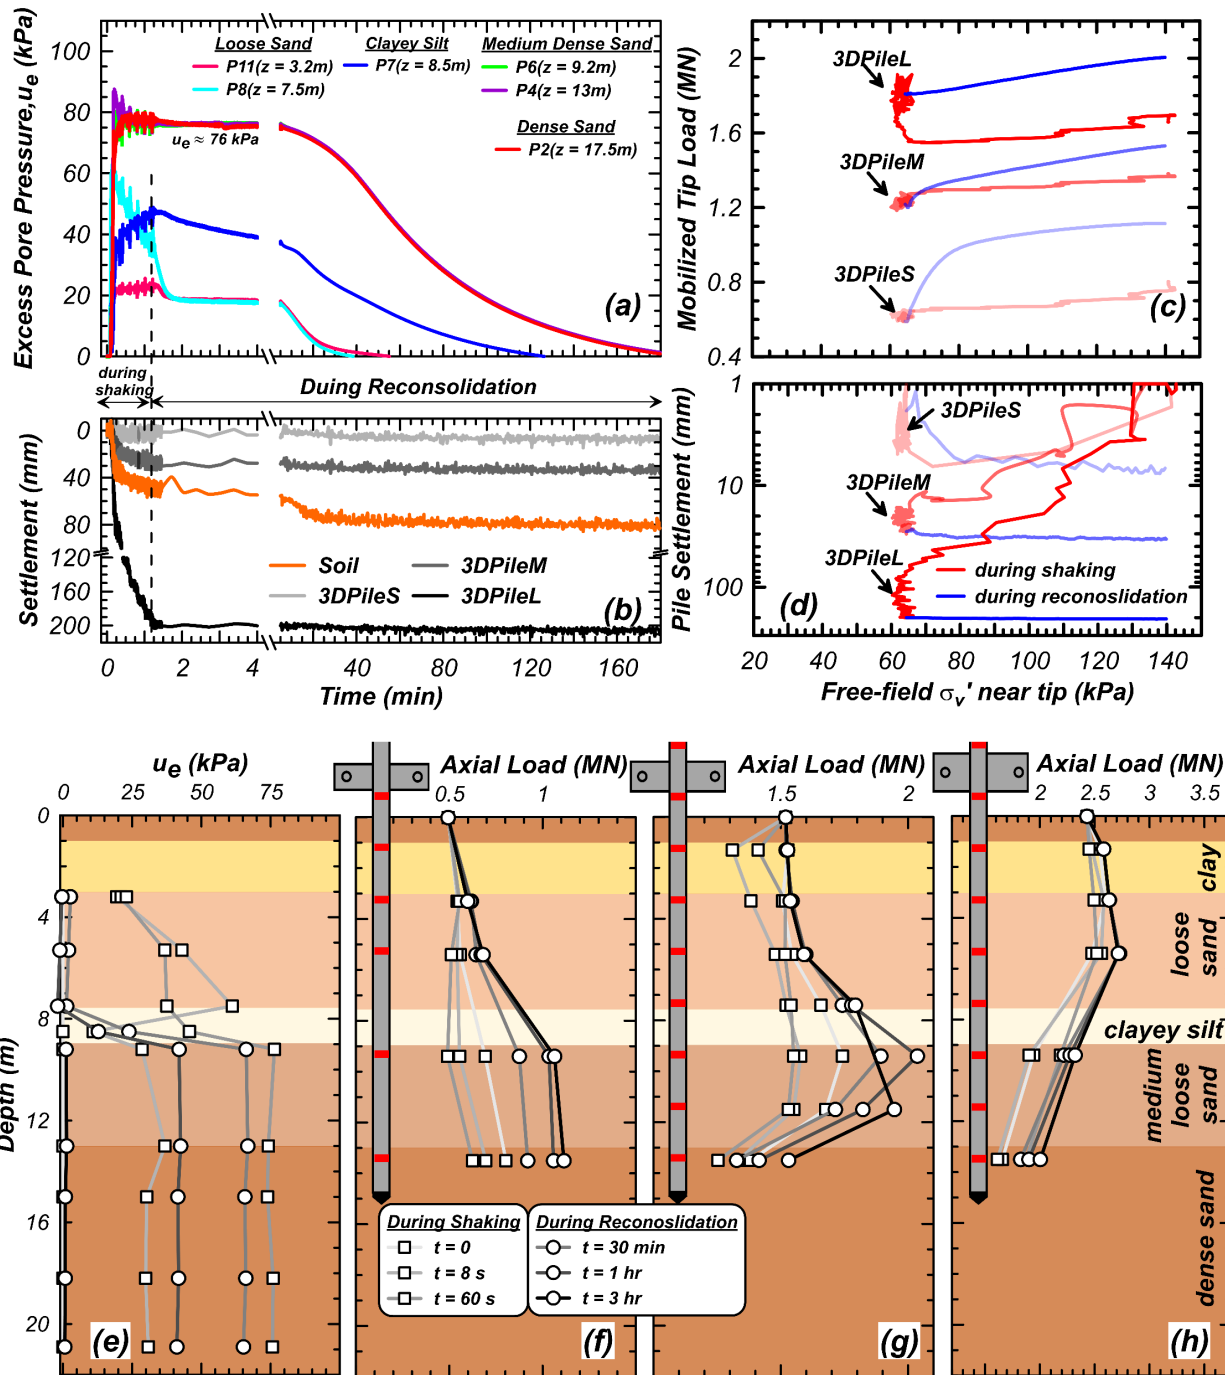 Excess Pore Pressure,u_e (kPa)
100
80
60
40
20
0
Loose Sand
P11(z = 3.2m)
P8(z = 7.5m)
Clayey Silt
P7(z = 8.5m)
Medium Dense Sand
P6(z = 9.2m)
P4(z = 13m)
Dense Sand
P2(z = 17.5m)
u_e ≈ 76 kPa
(a)
during
shaking
Duing Reconsolidation
Settlement (mm)
0
40
80
120
160
200
Soil
3DPileS
3DPileM
3DPileL
(b)
0 2 4 40 80 120 160
Time (min)
Mobilized Tip Load (MN)
2
1.6
1.2
0.8
0.4
3DPileL
3DPileM
3DPileS
(c)
Pile Settlement (mm)
1
10
100
3DPileS
3DPileM
3DPileL
during shaking
during reconoslidation
(d)
20 40 60 80 100 120 140
Free-field σ_v' near tip (kPa)
u_e (kPa)
0 25 50 75
Depth (m)
0
4
8
12
16
20
(e)
Axial Load (MN)
0.5 1
(f)
During Shaking
t = 0
t = 8 s
t = 60 s
During Reconoslidation
t = 30 min
t = 1 hr
t = 3 hr
Axial Load (MN)
1.5 2
(g)
Axial Load (MN)
2 2.5 3 3.5
clay
loose
sand
clayey silt
medium
loose
sand
dense sand
(h)